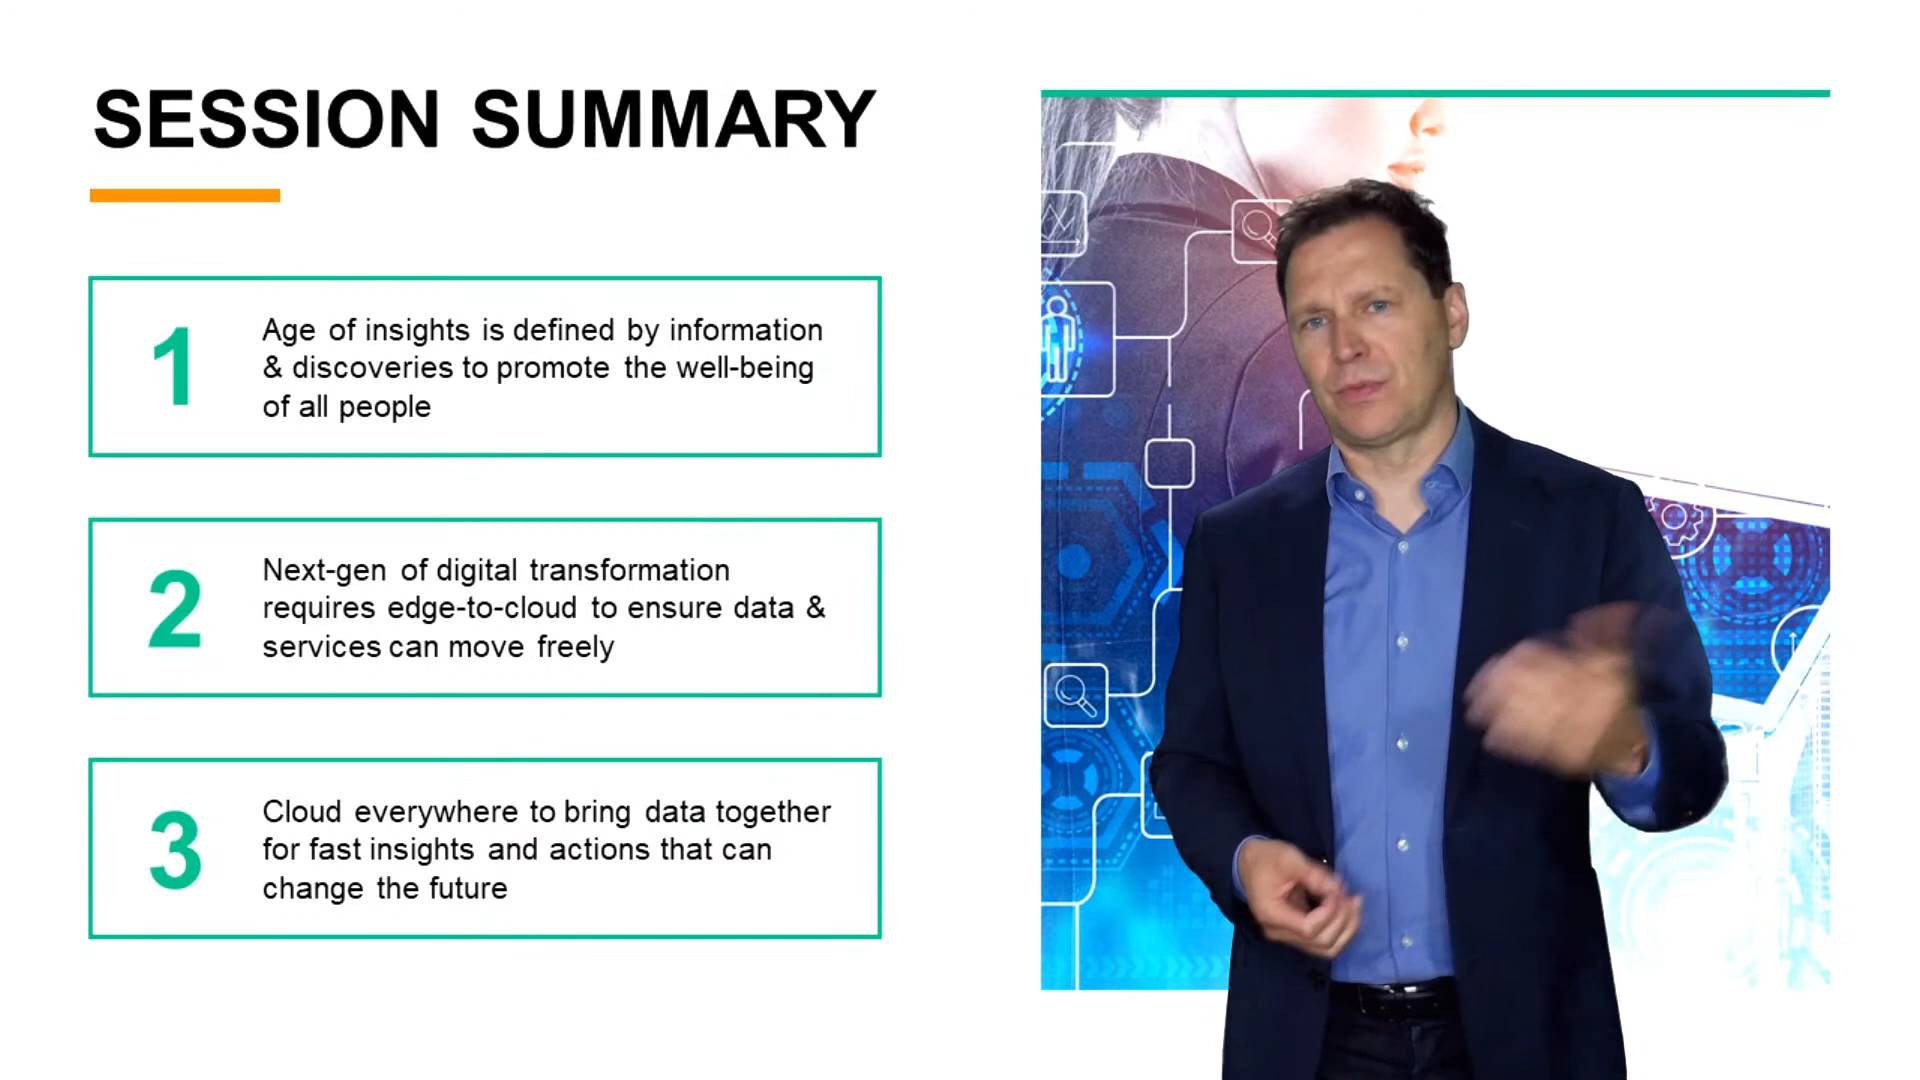 SESSION SUMMARY
1
Age of insights is defined by information
& discoveries to promote the well-being
of all people
2
Next-gen of digital transformation
requires edge-to-cloud to ensure data &
services can move freely
3
Cloud everywhere to bring data together
for fast insights and actions that can
change the future